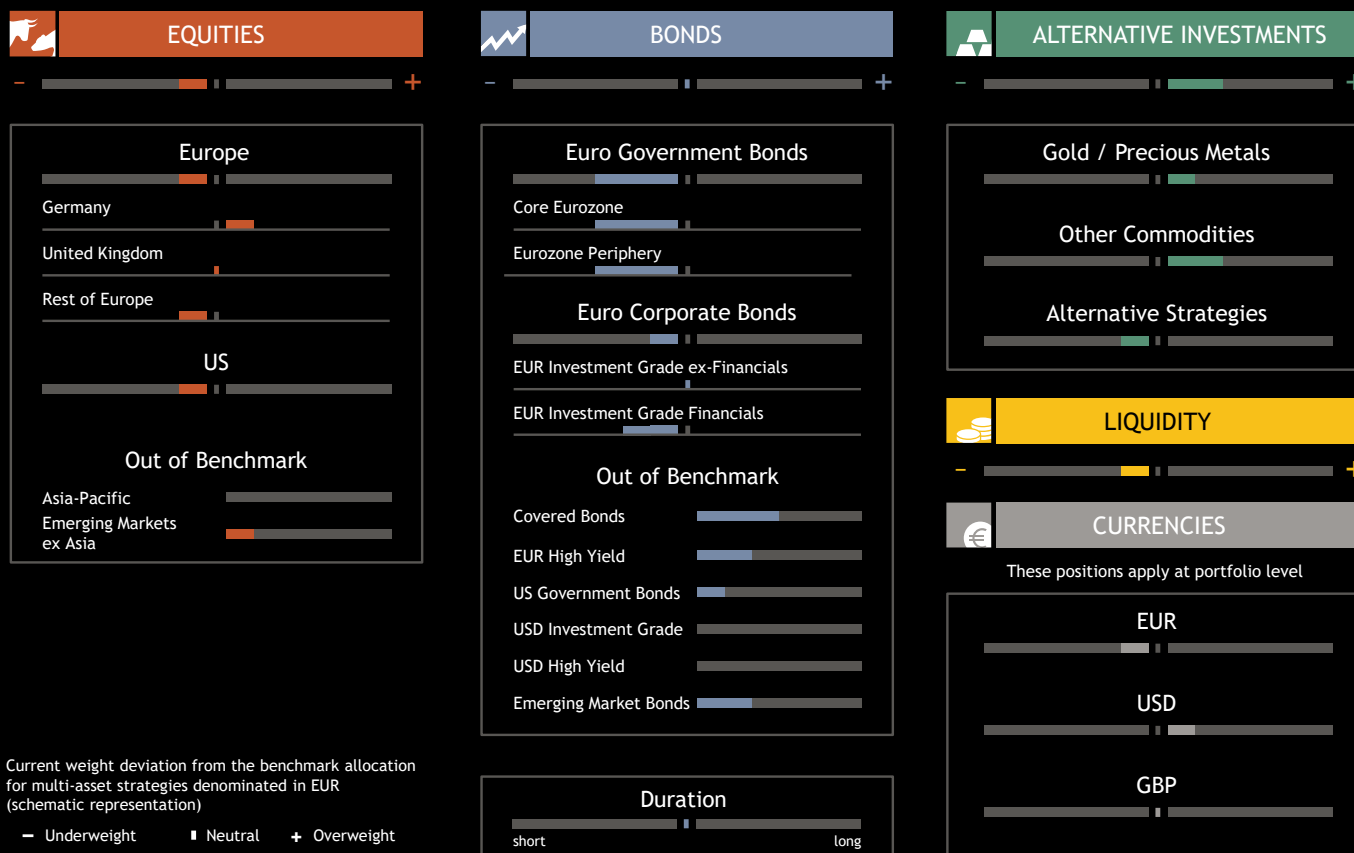 EQUITIES
− +
Europe
Germany
United Kingdom
Rest of Europe
US
Out of Benchmark
Asia-Pacific
Emerging Markets
ex Asia
Current weight deviation from the benchmark allocation
for multi-asset strategies denominated in EUR
(schematic representation)
− Underweight Neutral + Overweight
BONDS
− +
Euro Government Bonds
Core Eurozone
Eurozone Periphery
Euro Corporate Bonds
EUR Investment Grade ex-Financials
EUR Investment Grade Financials
Out of Benchmark
Covered Bonds
EUR High Yield
US Government Bonds
USD Investment Grade
USD High Yield
Emerging Market Bonds
Duration
short long
ALTERNATIVE INVESTMENTS
− +
Gold / Precious Metals
Other Commodities
Alternative Strategies
LIQUIDITY
− +
€
CURRENCIES
These positions apply at portfolio level
EUR
USD
GBP